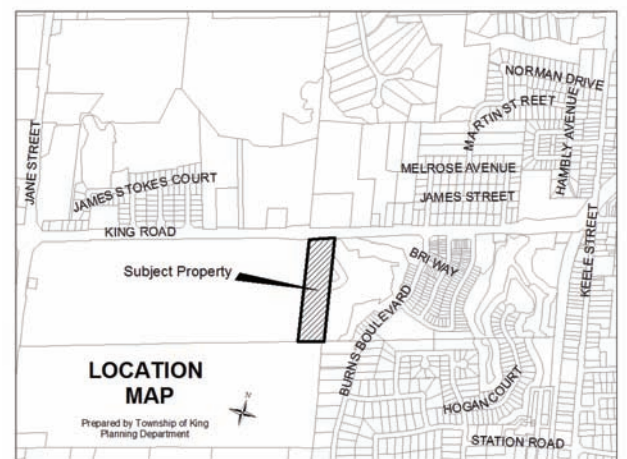 NORMAN DRIVE
MARTIN STREET
HAMBLY AVENUE
JANE STREET
MELROSE AVENUE
JAMES STOKES COURT
JAMES STREET
KING ROAD
KEELE STREET
BRI-WAY
Subject Property
BURNS BOULEVARD
LOCATION
MAP
N
HOGAN COURT
Prepared by Township of King
Planning Department
STATION ROAD